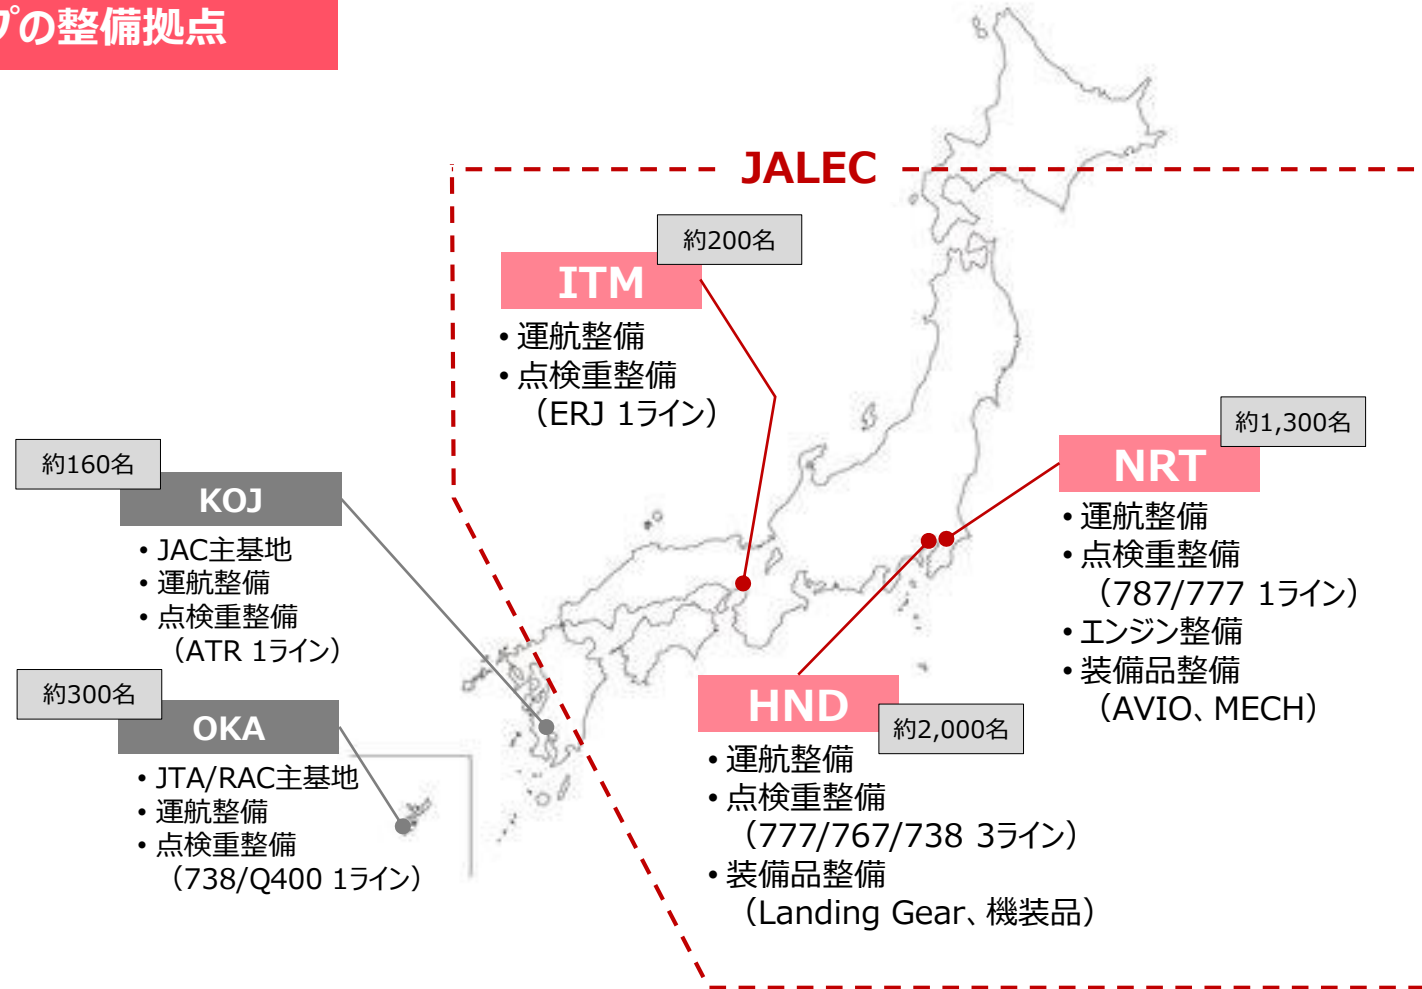 プの整備拠点
JALEC
約200名
ITM
• 運航整備
• 点検重整備
（ERJ 1ライン）
約1,300名
NRT
• 運航整備
• 点検重整備
（787/777 1ライン）
• エンジン整備
• 装備品整備
（AVIO、MECH）
約160名
KOJ
• JAC主基地
• 運航整備
• 点検重整備
（ATR 1ライン）
約300名
OKA
• JTA/RAC主基地
• 運航整備
• 点検重整備
（738/Q400 1ライン）
HND
約2,000名
• 運航整備
• 点検重整備
（777/767/738 3ライン）
• 装備品整備
（Landing Gear、機装品）